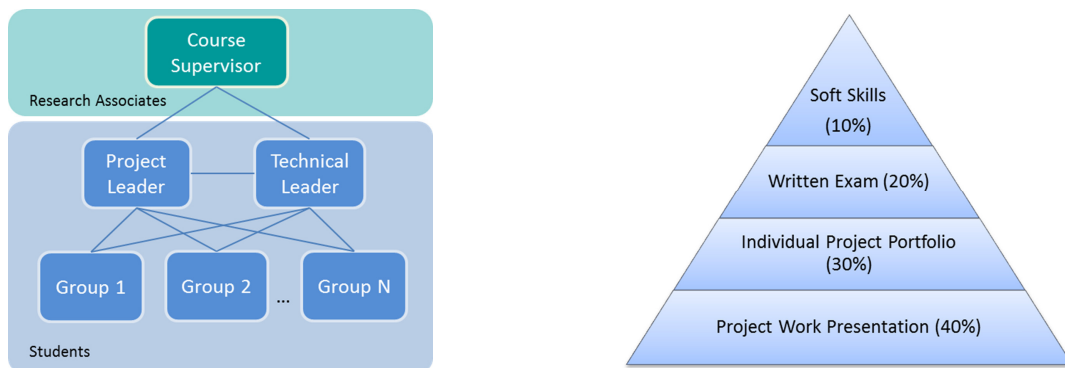 Course
Supervisor
Research Associates
Project
Leader
Technical
Leader
Group 1
Group 2
...
Group N
Students
Soft Skills
(10%)
Written Exam (20%)
Individual Project Portfolio
(30%)
Project Work Presentation (40%)